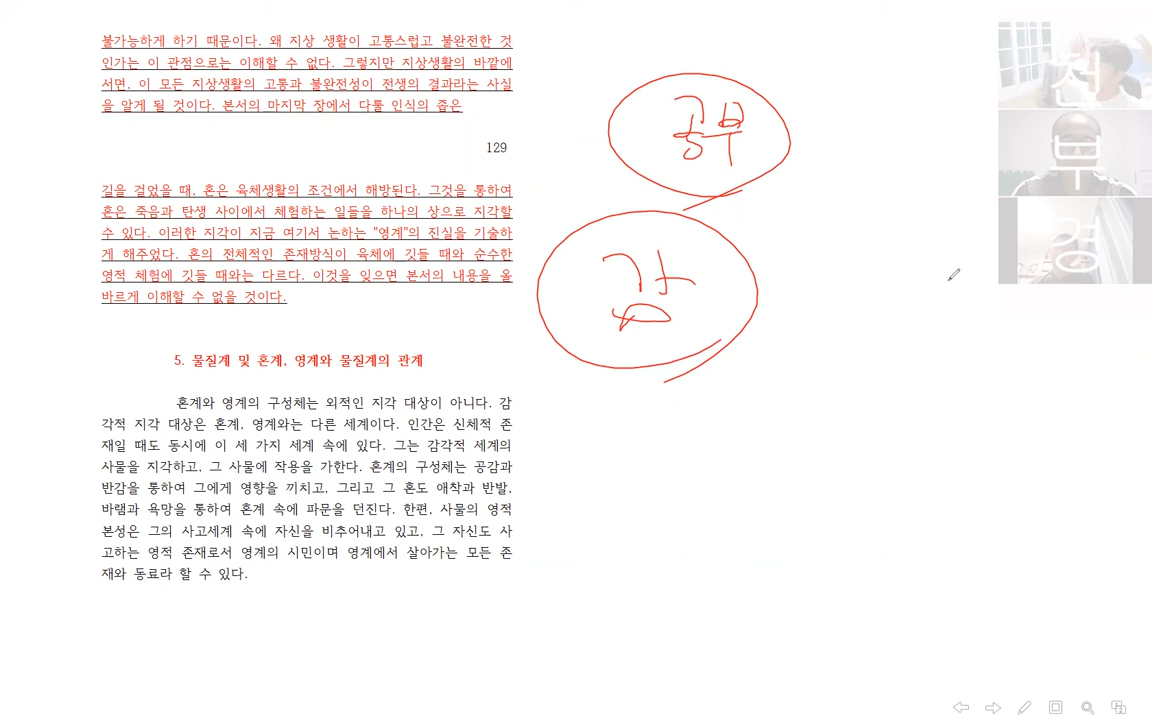 불가능하게 하기 때문이다. 왜 지상 생활이 고통스럽고 불완전한 것
인가는 이 관점으로는 이해할 수 없다. 그렇지만 지상생활의 바깥에
서면, 이 모든 지상생활의 고통과 불완전성이 전생의 결과라는 사실
을 알게 될 것이다. 본서의 마지막 장에서 다룰 인식의 좁은
129
길을 걸었을 때, 혼은 육체생활의 조건에서 해방된다. 그것을 통하여
혼은 죽음과 탄생 사이에서 체험하는 일들을 하나의 상으로 지각할
수 있다. 이러한 지각이 지금 여기서 논하는 "영계"의 진실을 기술하
게 해주었다. 혼의 전체적인 존재방식이 육체에 깃들 때와 순수한
영적 체험에 깃들 때와는 다르다. 이것을 잊으면 본서의 내용을 올
바르게 이해할 수 없을 것이다.
5. 물질계 및 혼계, 영계와 물질계의 관계
혼계와 영계의 구성체는 외적인 지각 대상이 아니다. 감
각적 지각 대상은 혼계, 영계와는 다른 세계이다. 인간은 신체적 존
재일 때도 동시에 이 세 가지 세계 속에 있다. 그는 감각적 세계의
사물을 지각하고, 그 사물에 작용을 가한다. 혼계의 구성체는 공감과
반감을 통하여 그에게 영향을 끼치고, 그리고 그 혼도 애착과 반발,
바램과 욕망을 통하여 혼계 속에 파문을 던진다. 한편, 사물의 영적
본성은 그의 사고세계 속에 자신을 비추어내고 있고, 그 자신도 사
고하는 영적 존재로서 영계의 시민이며 영계에서 살아가는 모든 존
재와 동료라 할 수 있다.
공부
진
부
경